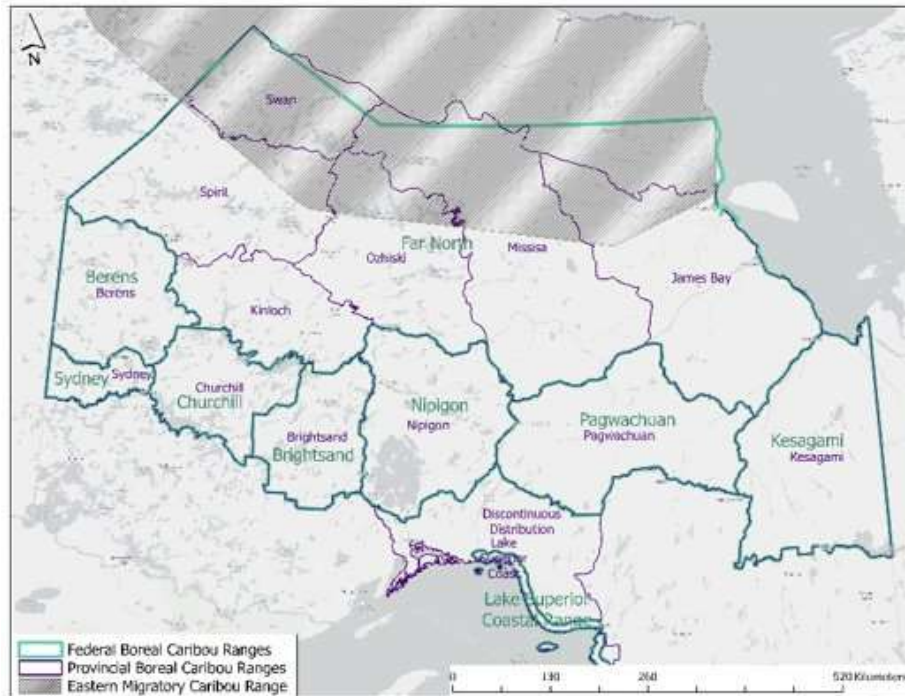 N
Swan
Spiril
Far North
Ozhiski
Missisa
James Bay
Berens
Berens
Kinloch
Sydney
Sydney
Churchill
Churchill
Nipigon
Nipigon
Pagwachuan
Pagwachuan
Brightsand
Brightsand
Kesagami
Kesagami
Discontinuous
Distribution
Lake
Coast
Lake Superior
Coastal Range
Federal Boreal Caribou Ranges
Provincial Boreal Caribou Ranges
Eastern Migratory Caribou Range
0 130 260 520 Kilometers